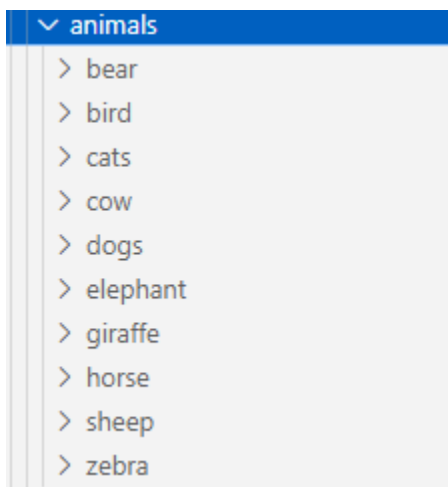 animals
bear
bird
cats
cow
dogs
elephant
giraffe
horse
sheep
zebra